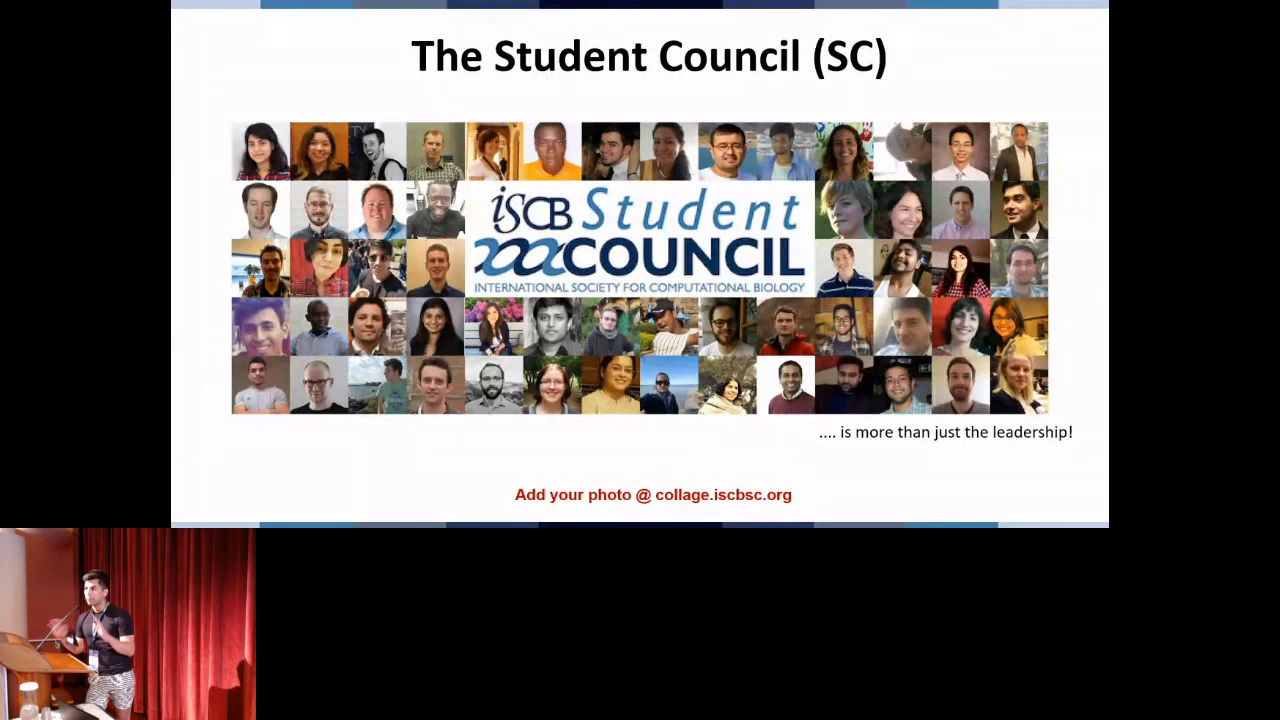 The Student Council (SC)
iSCB Student
COUNCIL
INTERNATIONAL SOCIETY FOR COMPUTATIONAL BIOLOGY
.... is more than just the leadership!
Add your photo @ collage.iscbsc.org